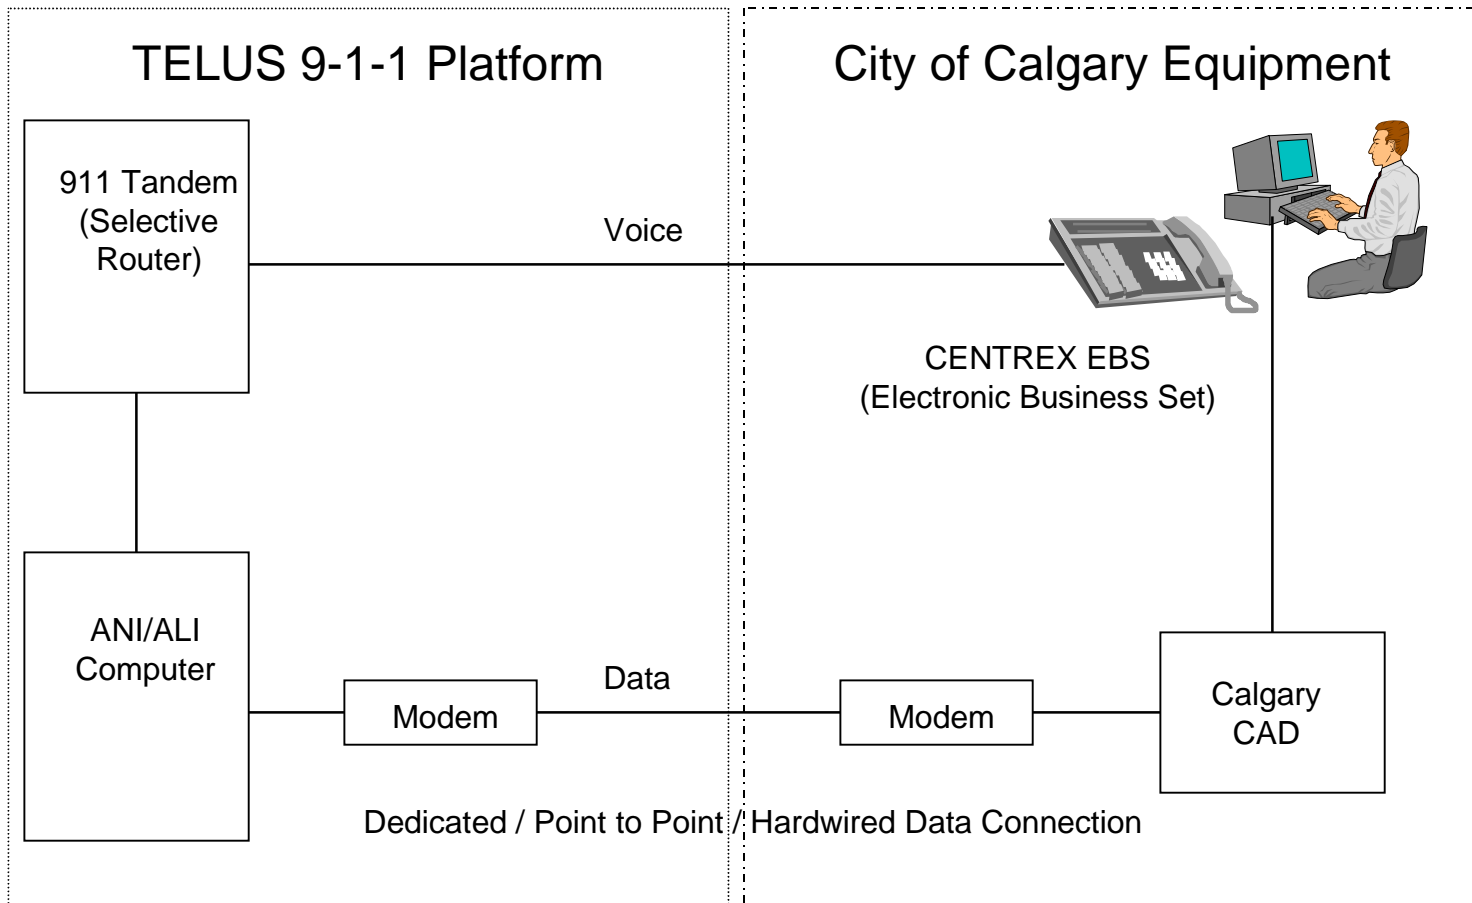 TELUS 9-1-1 Platform
City of Calgary Equipment
911 Tandem
(Selective
Router)
Voice
CENTREX EBS
(Electronic Business Set)
ANI/ALI
Computer
Modem
Data
Modem
Calgary
CAD
Dedicated / Point to Point / Hardwired Data Connection